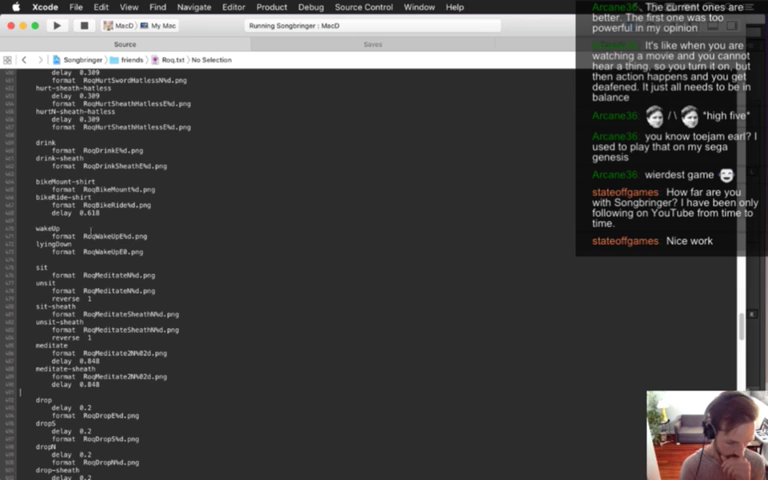 Xcode File Edit View Find Navigate Editor Product Debug Source Control Window Help
MacD My Mac Running Songbringer : MacD
Source Saves
Songbringer friends Roq.txt No Selection
delay 0.309
format RoqHurtSwordHatlessN%d.png
hurt-sheath-hatless
delay 0.309
format RoqHurtSheathHatlessE%d.png
hurtN-sheath-hatless
delay 0.309
format RoqHurtSheathHatlessE%d.png
drink
format RoqDrinkE%d.png
drink-sheath
format RoqDrinkSheathE%d.png
bikeMount-shirt
format RoqBikeMount%d.png
bikeRide-shirt
format RoqBikeRide%d.png
delay 0.618
wakeUp
format RoqWakeUpE%d.png
lyingDown
format RoqWakeUpE0.png
sit
format RoqMeditateN%d.png
unsit
format RoqMeditateN%d.png
reverse 1
sit-sheath
format RoqMeditateSheathN%d.png
unsit-sheath
format RoqMeditateSheathN%d.png
reverse 1
meditate
format RoqMeditate2N%02d.png
delay 0.848
meditate-sheath
format RoqMeditate2N%02d.png
delay 0.848
drop
delay 0.2
format RoqDropE%d.png
dropS
delay 0.2
format RoqDropS%d.png
dropN
delay 0.2
format RoqDropN%d.png
drop-sheath
delay 0.2
Arcane36: The current ones are
better. The first one was too
powerful in my opinion
It's like when you are
watching a movie and you cannot
hear a thing, so you turn it on, but
then action happens and you get
deafened. It just all needs to be in
balance
Arcane36: / \ *high five*
Arcane36: you know toejam earl? I
used to play that on my sega
genesis
Arcane36: wierdest game
stateoffgames How far are you
with Songbringer? I have been only
following on YouTube from time to
time.
stateoffgames Nice work